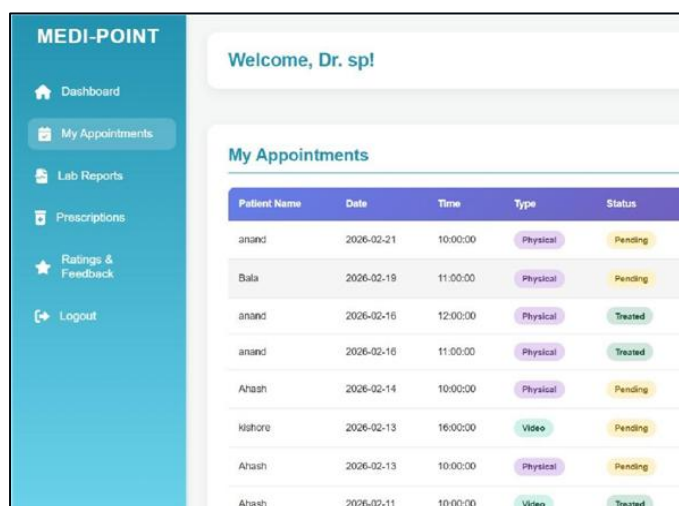 MEDI-POINT
Dashboard
My Appointments
Lab Reports
Prescriptions
Ratings &
Feedback
Logout
Welcome, Dr. sp!
My Appointments
Patient Name Date Time Type Status
anand 2026-02-21 10:00:00 Physical Pending
Bala 2026-02-19 11:00:00 Physical Pending
anand 2026-02-16 12:00:00 Physical Treated
anand 2026-02-16 11:00:00 Physical Treated
Ahash 2026-02-14 10:00:00 Physical Pending
kishore 2026-02-13 16:00:00 Video Pending
Ahash 2026-02-13 10:00:00 Physical Pending
Ahash 2026-02-11 10:00:00 Video Treated